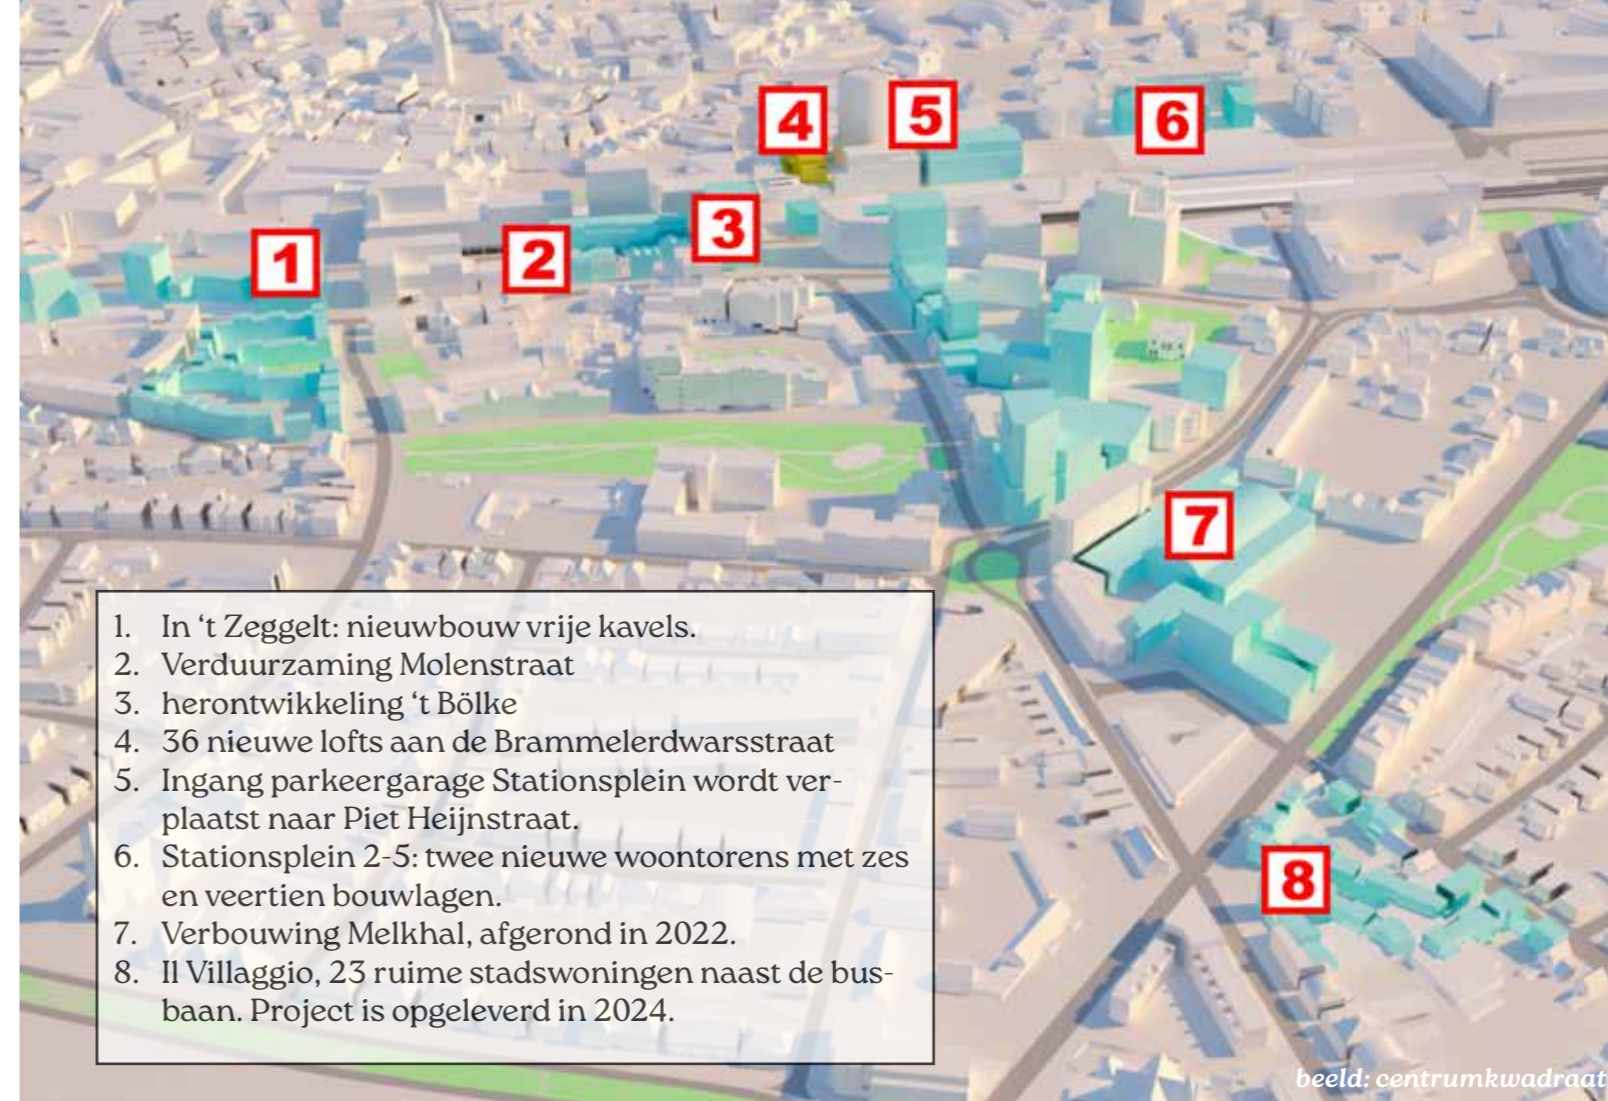 4
5
6
3
1
2
7
8
1. In ‘t Zeggelt: nieuwbouw vrije kavels.
2. Verduurzaming Molenstraat
3. herontwikkeling ‘t Bölke
4. 36 nieuwe lofts aan de Brammelerdwarsstraat
5. Ingang parkeergarage Stationsplein wordt ver-
plaatst naar Piet Heijnstraat.
6. Stationsplein 2-5: twee nieuwe woontorens met zes
en veertien bouwlagen.
7. Verbouwing Melkhal, afgerond in 2022.
8. Il Villaggio, 23 ruime stadswoningen naast de bus-
baan. Project is opgeleverd in 2024.
beeld: centrumkwadraat